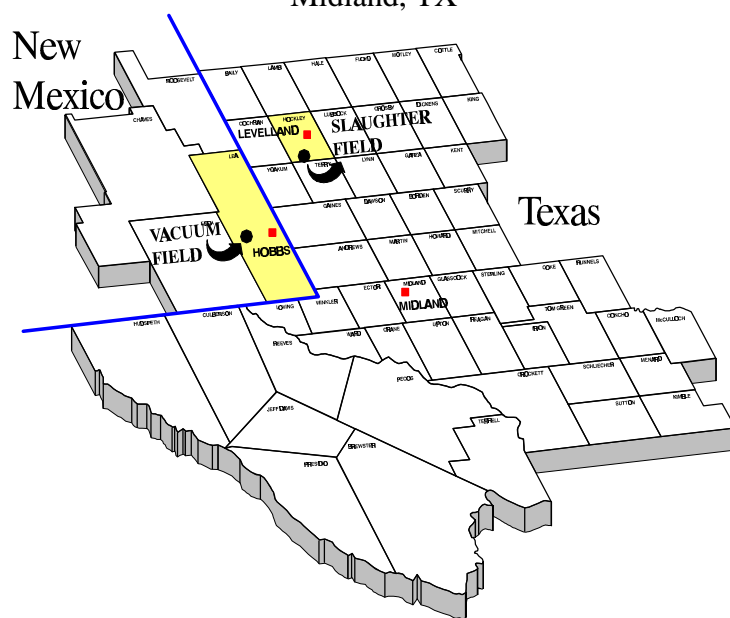 Midland, TX
New
Mexico
Texas
COTTLE
MOTLEY
FLOYD
HALE
LAMB
BAILY
ROOSEVELT
KING
DICKENS
CROSBY
LUBBOCK
HOCKLEY
COCHRAN
CHAVES
LEVELLAND
SLAUGHTER
FIELD
KENT
GARZA
LYNN
TERRY
YOAKUM
LEA
SCURRY
BORDEN
DAWSON
GAINES
VACUUM
FIELD
HOBBS
MITCHELL
HOWARD
MARTIN
ANDREWS
RUNNELS
COKE
STERLING
GLASSCOCK
MIDLAND
MIDLAND
ECTOR
WINKLER
LOVING
CULBERSON
HUDSPETH
McCULLOCH
CONCHO
TOM GREEN
IRION
REAGAN
UPTON
CRANE
WARD
REEVES
MENARD
SCHLIECHER
CROCKETT
PECOS
KIMBLE
SUTTON
TERRELL
JEFF DAVIS
BREWSTER
PRESIDIO